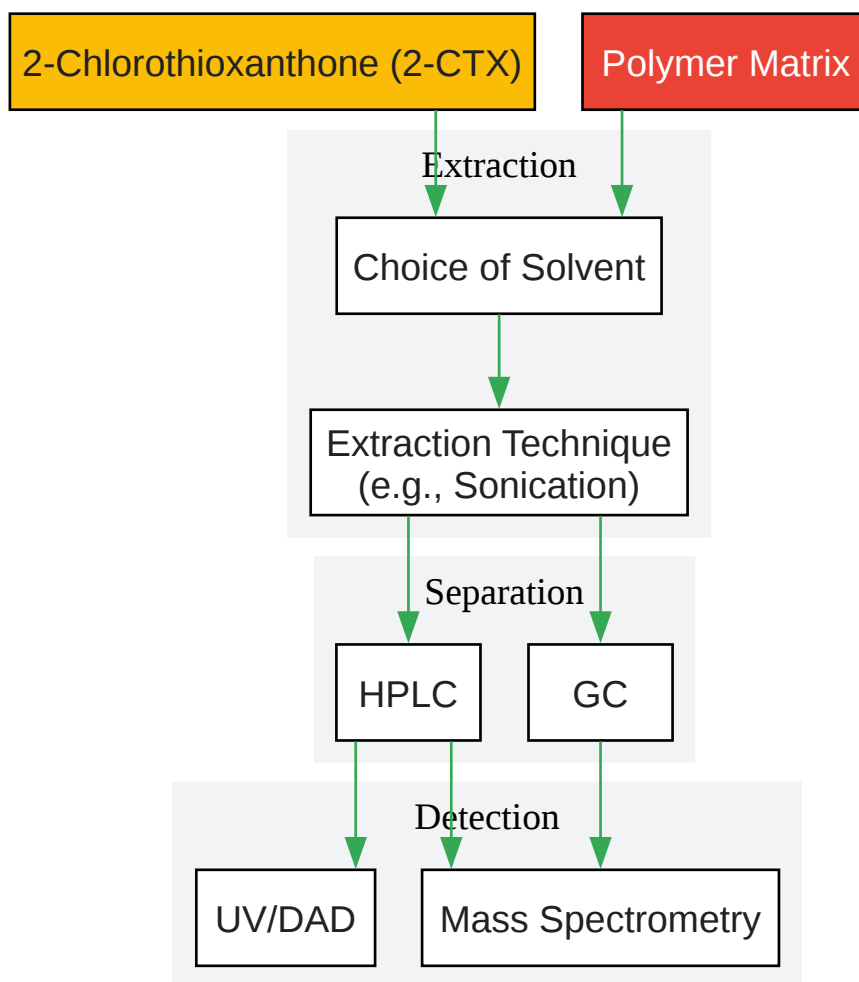 2-Chlorothioxanthone (2-CTX)
Polymer Matrix
Extraction
Choice of Solvent
Extraction Technique
(e.g., Sonication)
Separation
HPLC
GC
Detection
UV/DAD
Mass Spectrometry